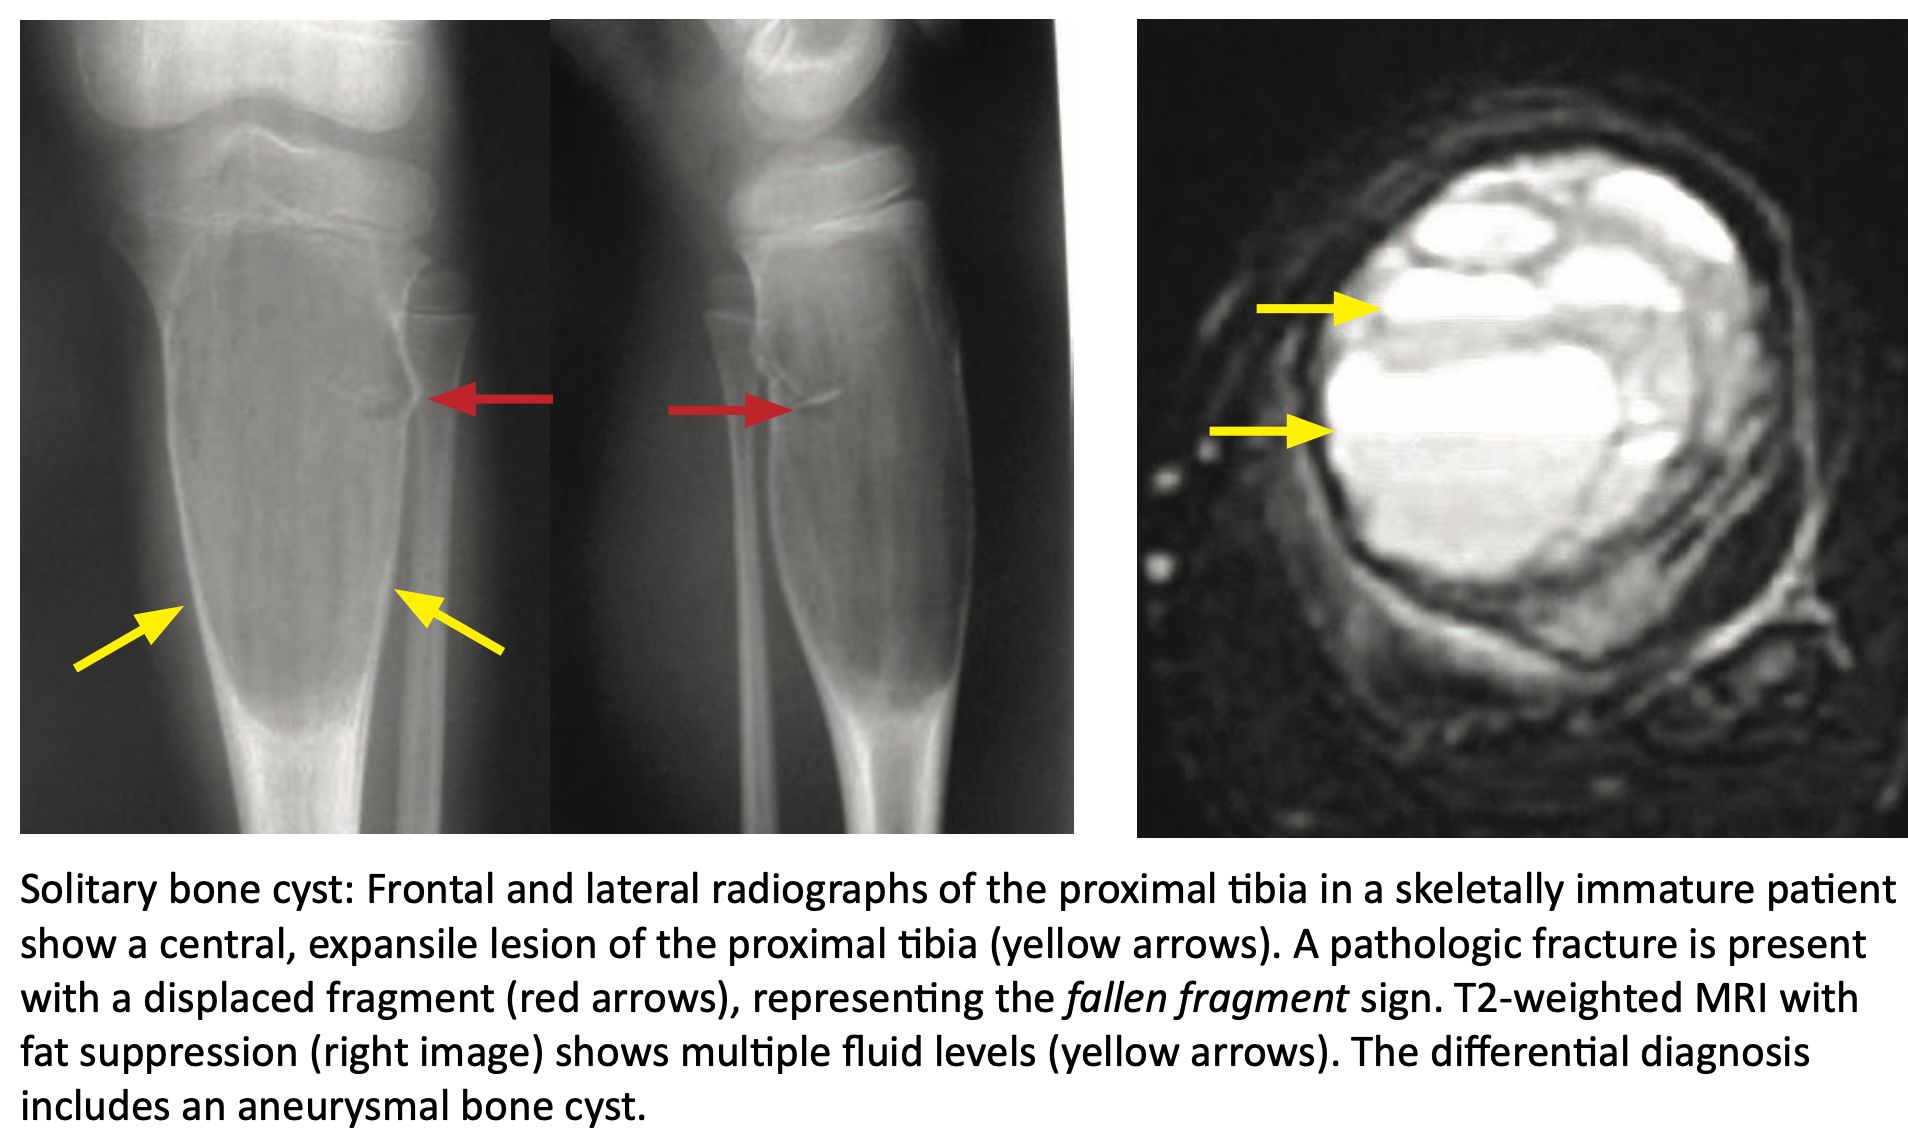 Solitary bone cyst: Frontal and lateral radiographs of the proximal tibia in a skeletally immature patient
show a central, expansile lesion of the proximal tibia (yellow arrows). A pathologic fracture is present
with a displaced fragment (red arrows), representing the fallen fragment sign. T2-weighted MRI with
fat suppression (right image) shows multiple fluid levels (yellow arrows). The differential diagnosis
includes an aneurysmal bone cyst.